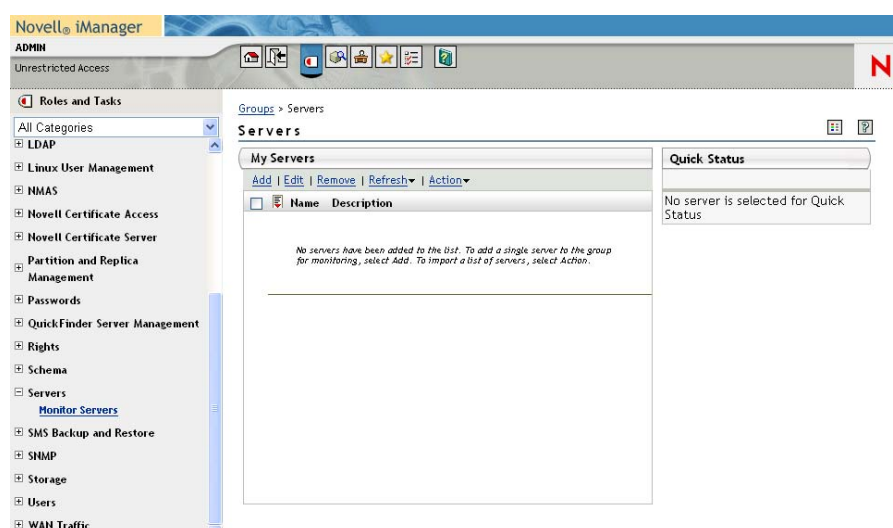 Novell® iManager
ADMIN
Unrestricted Access
N
Roles and Tasks
All Categories
LDAP
Linux User Management
NMAS
Novell Certificate Access
Novell Certificate Server
Partition and Replica
Management
Passwords
QuickFinder Server Management
Rights
Schema
Servers
Monitor Servers
SMS Backup and Restore
SNMP
Storage
Users
WAN Traffic
Groups > Servers
Servers
My Servers
Add | Edit | Remove | Refresh | Action
Name Description
No servers have been added to the list. To add a single server to the group
for monitoring, select Add. To import a list of servers, select Action.
Quick Status
No server is selected for Quick
Status